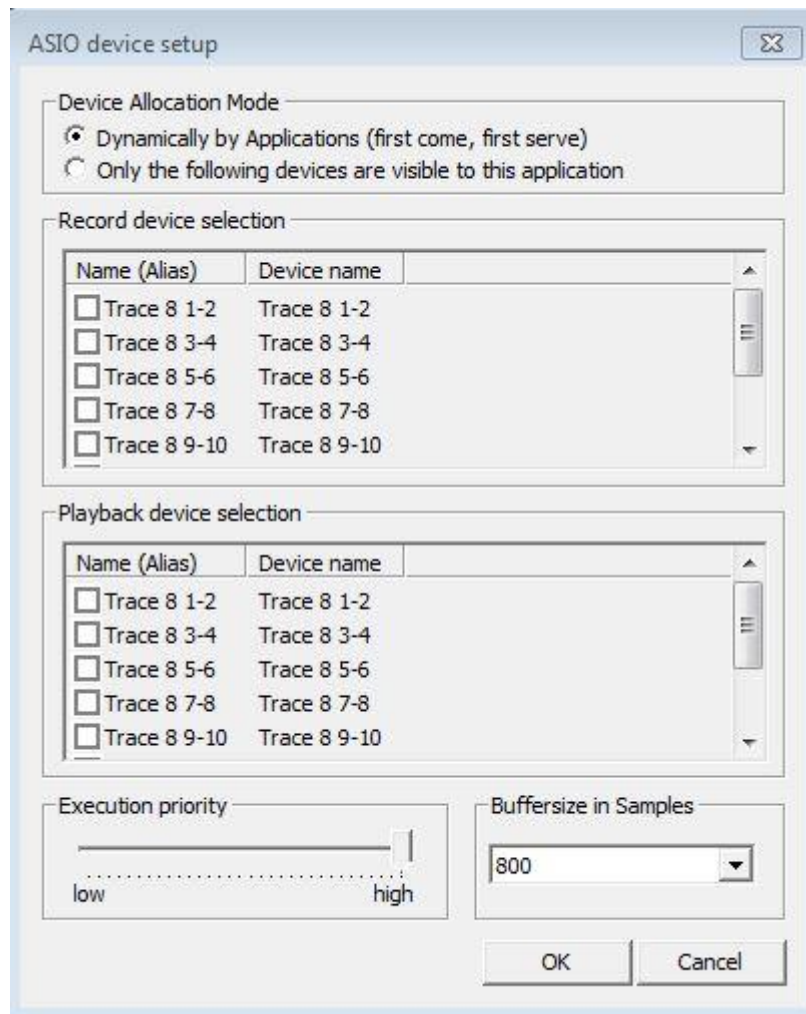 ASIO device setup
Device Allocation Mode
Dynamically by Applications (first come, first serve)
Only the following devices are visible to this application
Record device selection
Name (Alias) Device name
Trace 8 1-2 Trace 8 1-2
Trace 8 3-4 Trace 8 3-4
Trace 8 5-6 Trace 8 5-6
Trace 8 7-8 Trace 8 7-8
Trace 8 9-10 Trace 8 9-10
Playback device selection
Name (Alias) Device name
Trace 8 1-2 Trace 8 1-2
Trace 8 3-4 Trace 8 3-4
Trace 8 5-6 Trace 8 5-6
Trace 8 7-8 Trace 8 7-8
Trace 8 9-10 Trace 8 9-10
Execution priority Buffersize in Samples
800
low high
OK Cancel